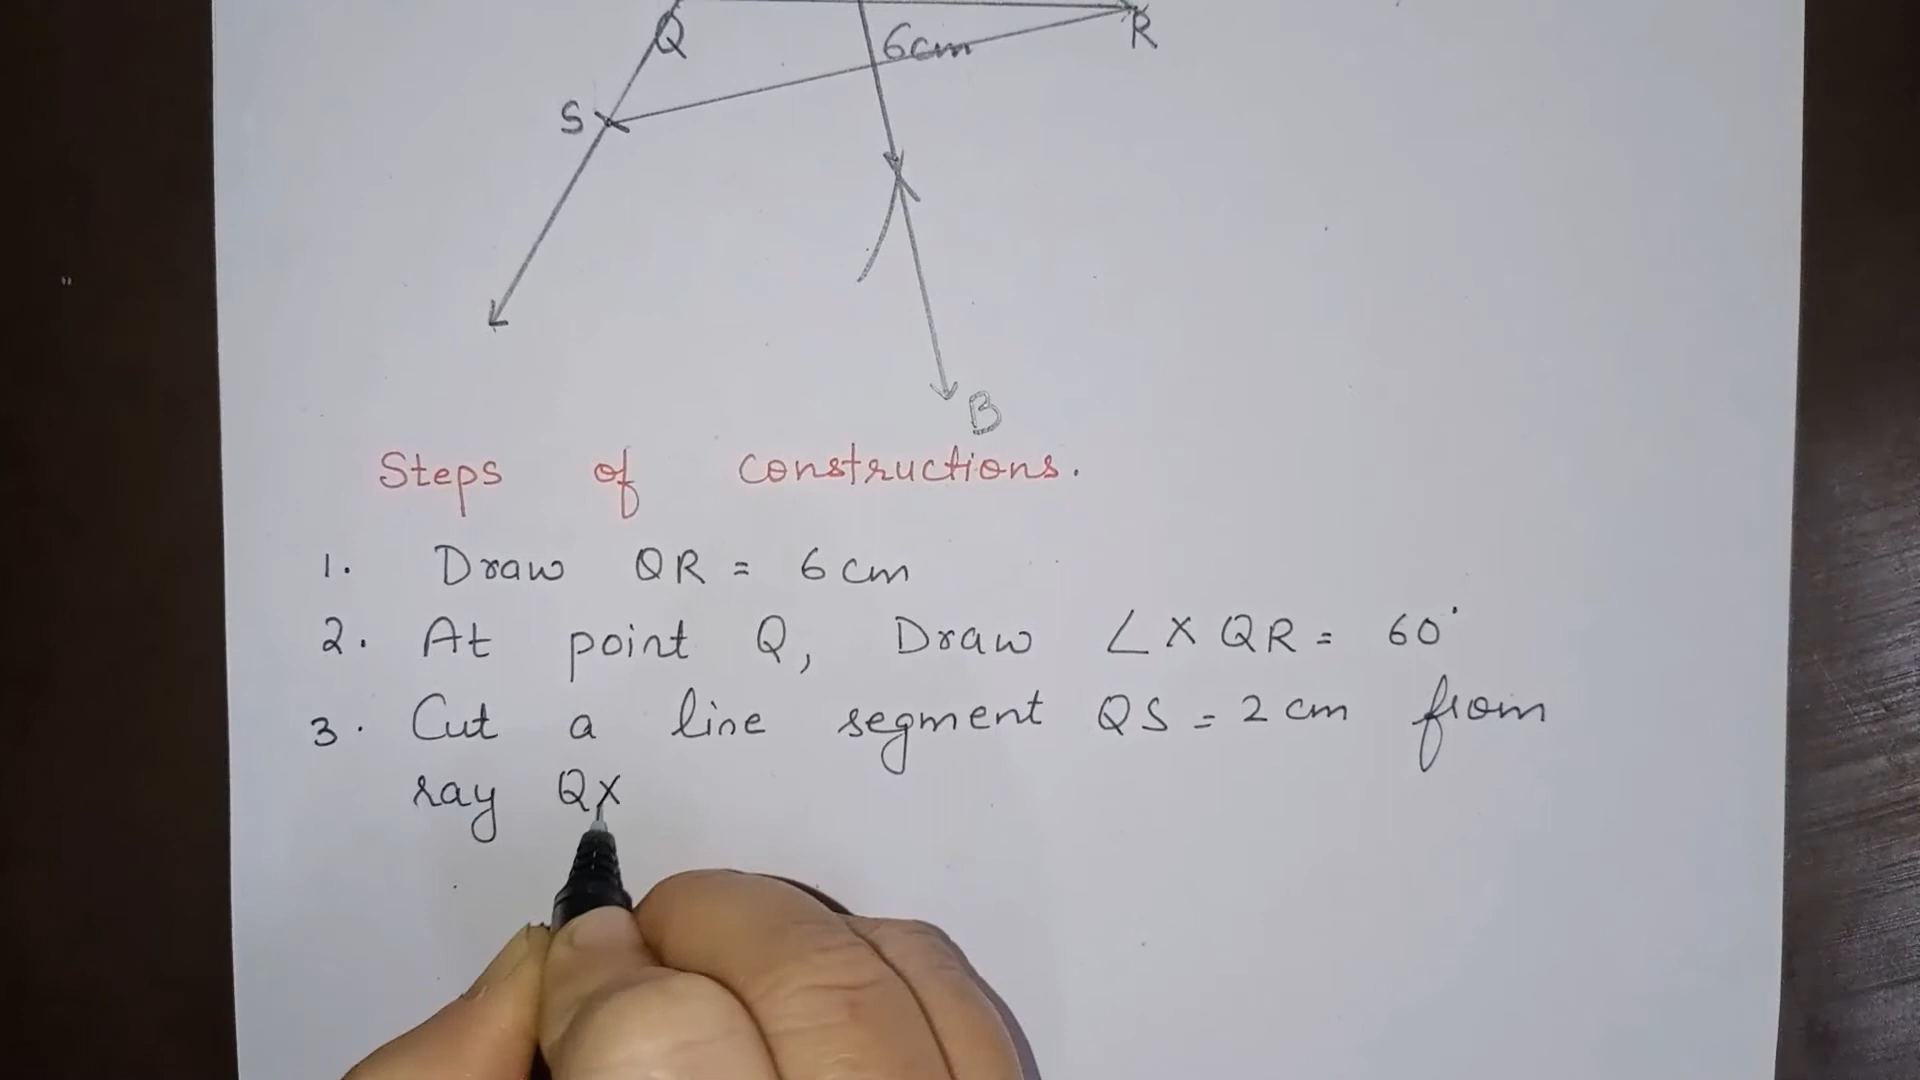 Q
R
6cm
S
B
Steps of constructions.
1. Draw QR = 6 cm
2. At point Q, Draw ∠XQR = 60°
3. Cut a line segment QS = 2 cm from
ray QX